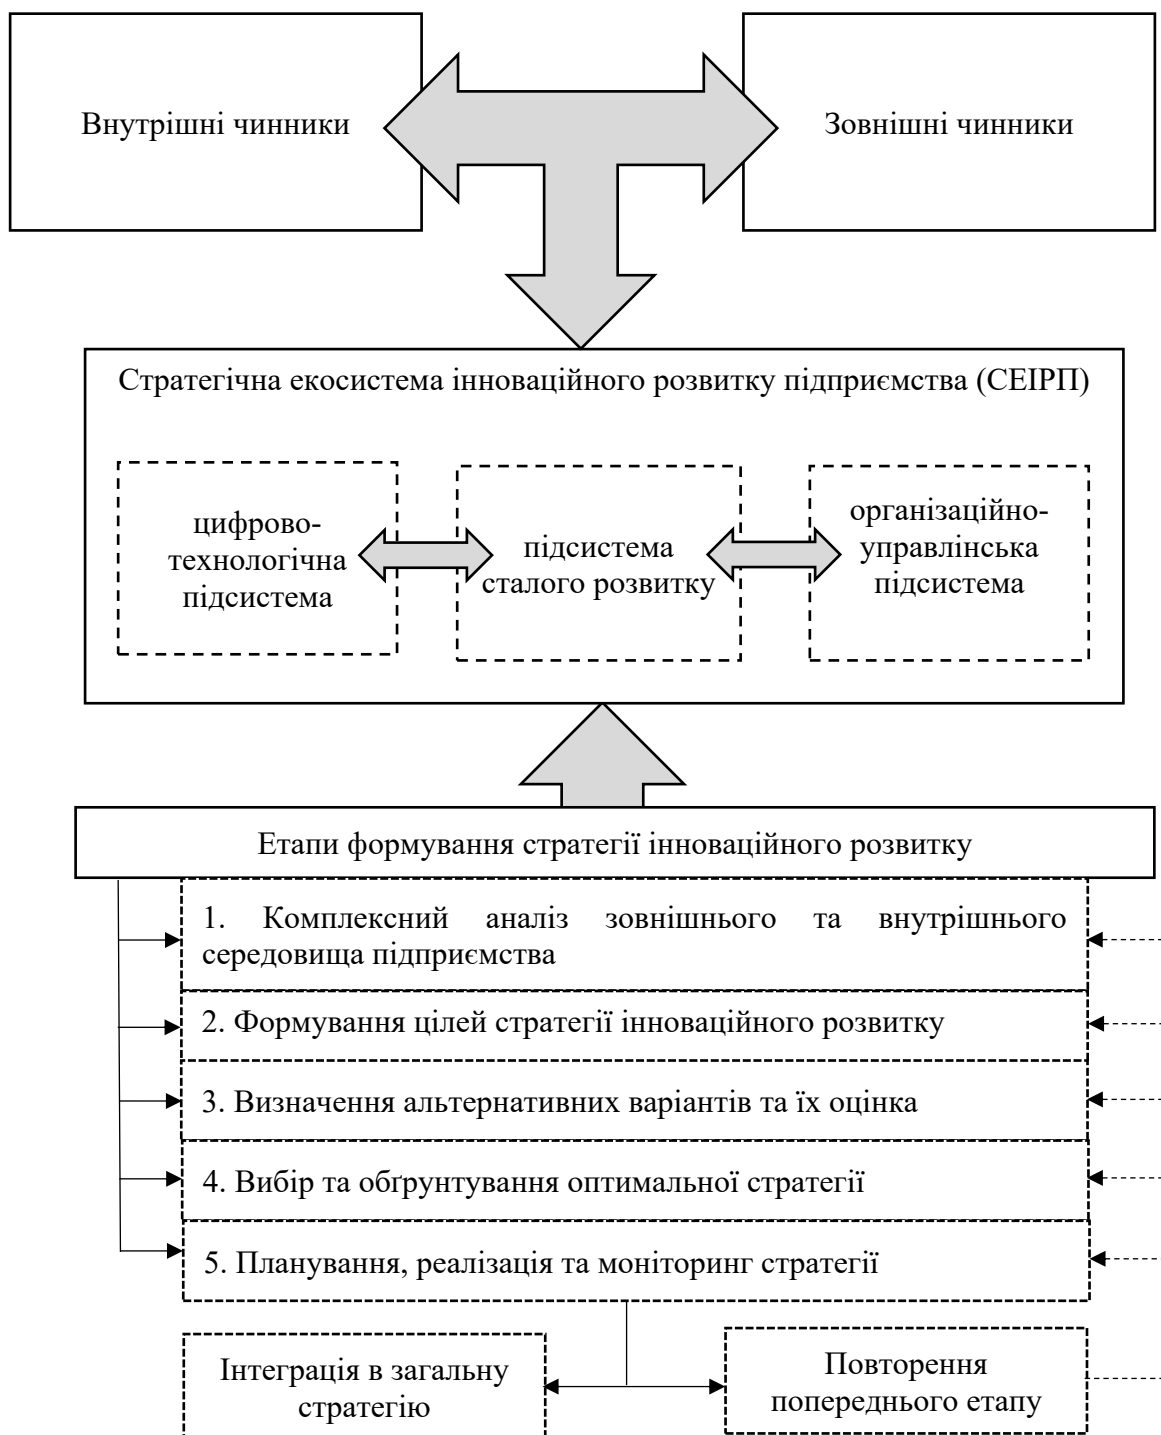 Внутрішні чинники
Зовнішні чинники
Стратегічна екосистема інноваційного розвитку підприємства (СЕІРП)
цифрово-
технологічна
підсистема
підсистема
сталого розвитку
організаційно-
управлінська
підсистема
Етапи формування стратегії інноваційного розвитку
1. Комплексний аналіз зовнішнього та внутрішнього
середовища підприємства
2. Формування цілей стратегії інноваційного розвитку
3. Визначення альтернативних варіантів та їх оцінка
4. Вибір та обґрунтування оптимальної стратегії
5. Планування, реалізація та моніторинг стратегії
Інтеграція в загальну
стратегію
Повторення
попереднього етапу